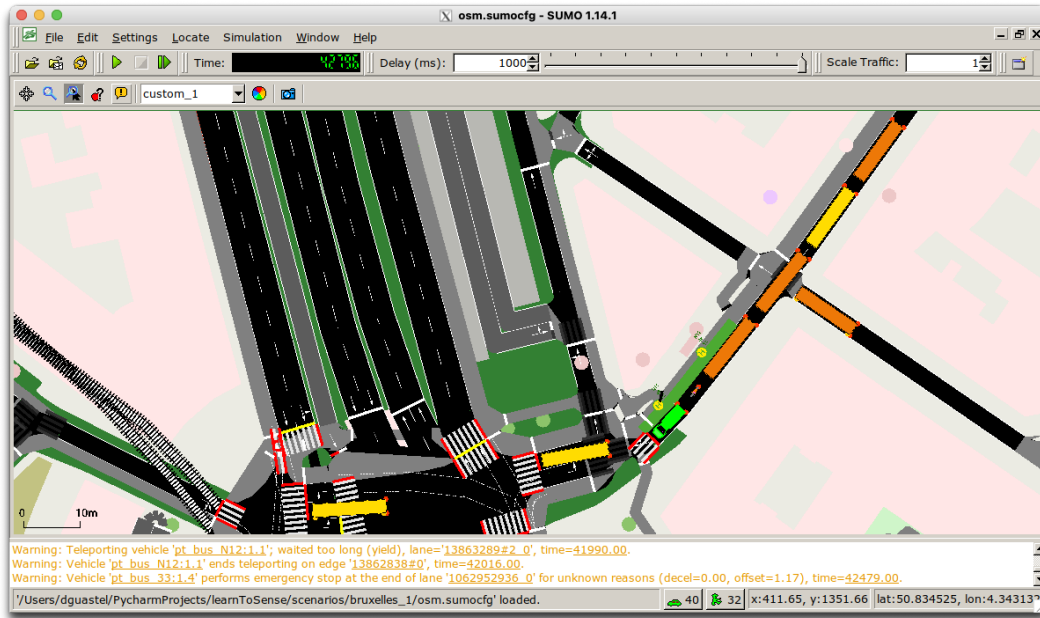 osm.sumocfg - SUMO 1.14.1
File Edit Settings Locate Simulation Window Help
Time: 42796 Delay (ms): 1000 Scale Traffic: 1
custom_1
0 10m
Warning: Teleporting vehicle 'pt_bus_N12:1.1'; waited too long (yield), lane='13863289#2_0', time=41990.00.
Warning: Vehicle 'pt_bus_N12:1.1' ends teleporting on edge '13862838#0', time=42016.00.
Warning: Vehicle 'pt_bus_33:1.4' performs emergency stop at the end of lane '1062952936_0' for unknown reasons (decel=0.00, offset=1.17), time=42479.00.
'/Users/dguastel/PycharmProjects/learnToSense/scenarios/bruxelles_1/osm.sumocfg' loaded. 40 32 x:411.65, y:1351.66 lat:50.834525, lon:4.343132